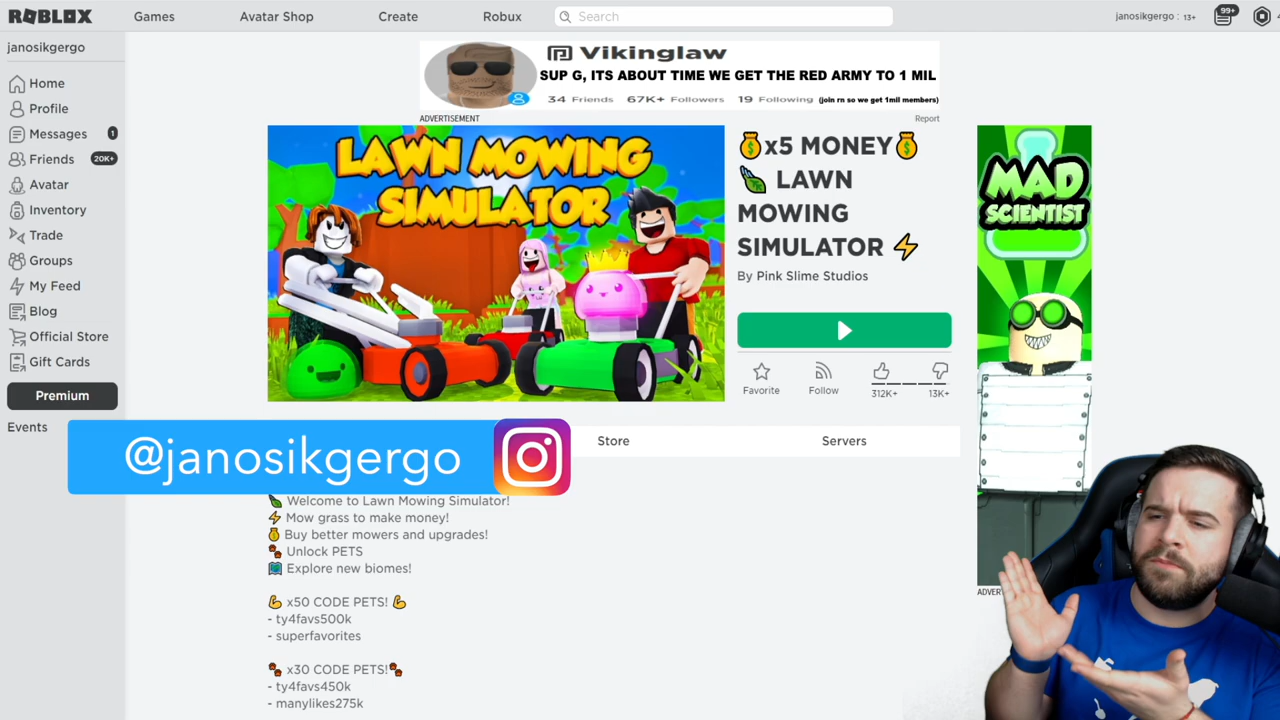 ROBLOX
Games
Avatar Shop
Create
Robux
Search
janosikgergo : 13+
99+
janosikgergo
Home
Profile
Messages
1
Friends
20K+
Avatar
Inventory
Trade
Groups
My Feed
Blog
Official Store
Gift Cards
Premium
Events
Vikinglaw
SUP G, ITS ABOUT TIME WE GET THE RED ARMY TO 1 MIL
34 Friends 67K+ Followers 19 Following (join rn so we get 1mil members)
ADVERTISEMENT
Report
LAWN MOWING
SIMULATOR
💰x5 MONEY💰
🍃 LAWN
MOWING
SIMULATOR ⚡
By Pink Slime Studios
Favorite
Follow
312K+
13K+
MAD
SCIENTIST
@janosikgergo
Store
Servers
🍃 Welcome to Lawn Mowing Simulator!
⚡ Mow grass to make money!
💰 Buy better mowers and upgrades!
🐾 Unlock PETS
🗺️ Explore new biomes!
💪 x50 CODE PETS! 💪
- ty4favs500k
- superfavorites
🐾 x30 CODE PETS!🐾
- ty4favs450k
- manylikes275k